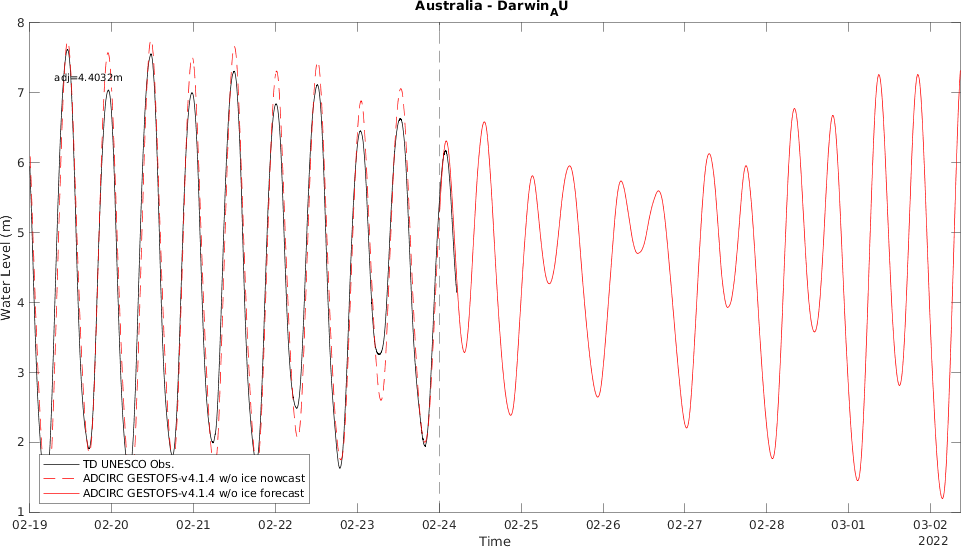 Australia - DarwinAU
8
7
6
5
4
3
2
1
Water Level (m)
adj=4.4032m
TD UNESCO Obs.
ADCIRC GESTOFS-v4.1.4 w/o ice nowcast
ADCIRC GESTOFS-v4.1.4 w/o ice forecast
02-19 02-20 02-21 02-22 02-23 02-24 02-25 02-26 02-27 02-28 03-01 03-02
Time 2022